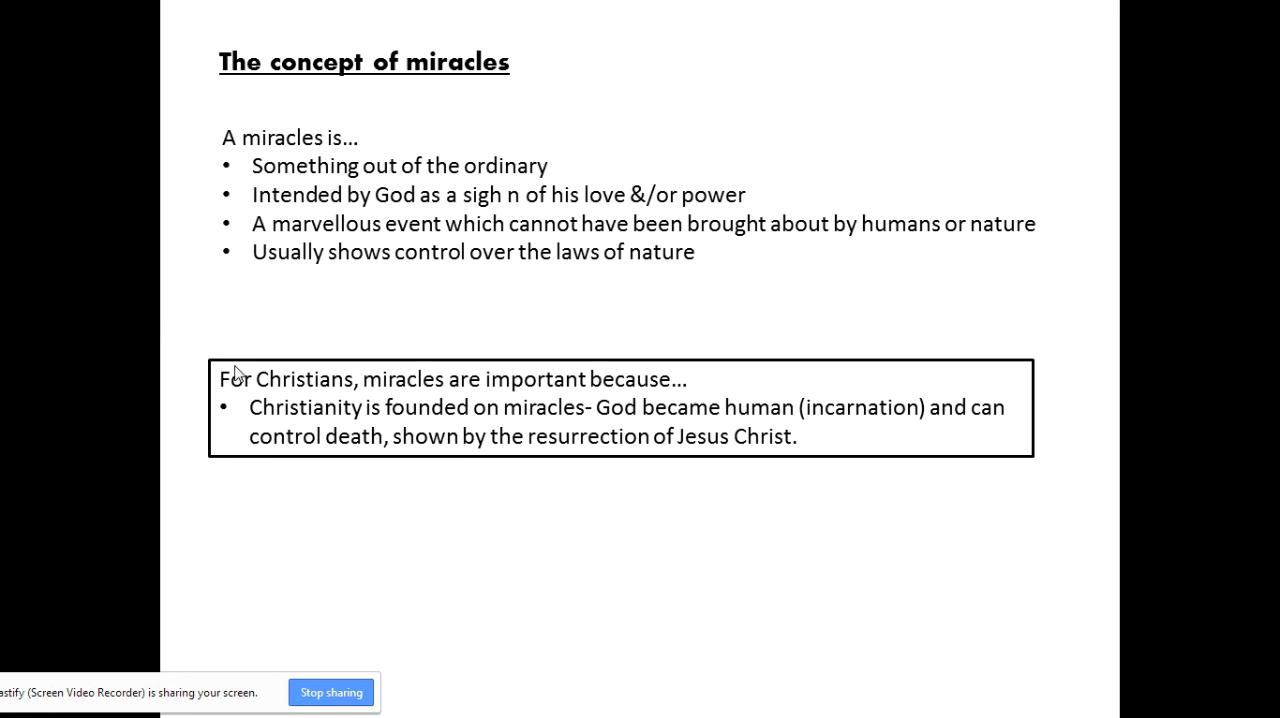 The concept of miracles
A miracles is...
• Something out of the ordinary
• Intended by God as a sigh n of his love &/or power
• A marvellous event which cannot have been brought about by humans or nature
• Usually shows control over the laws of nature
For Christians, miracles are important because...
• Christianity is founded on miracles- God became human (incarnation) and can
control death, shown by the resurrection of Jesus Christ.
astify (Screen Video Recorder) is sharing your screen. Stop sharing